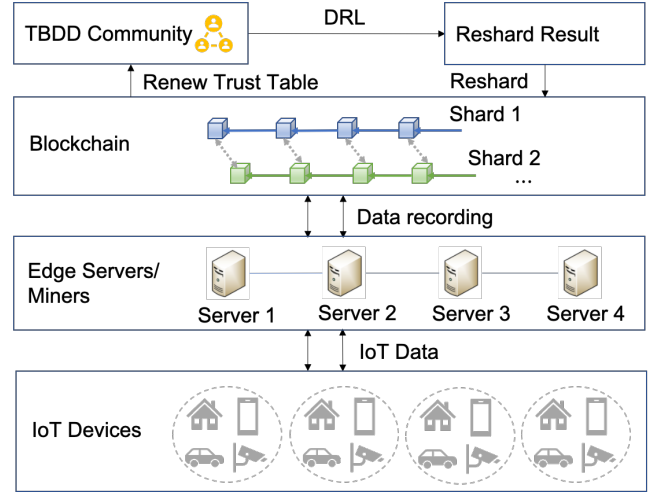 TBDD Community
DRL
Reshard Result
Renew Trust Table
Reshard
Blockchain
Shard 1
Shard 2
...
Data recording
Edge Servers/
Miners
Server 1
Server 2
Server 3
Server 4
IoT Data
IoT Devices